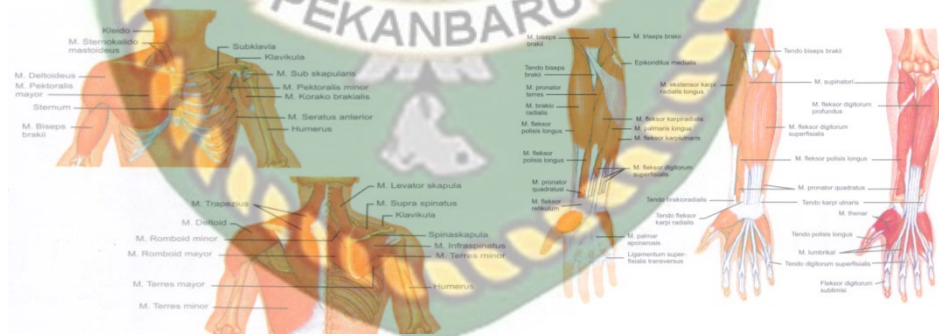 PEKANBARU
Kleido
M. Sternokalido
mastoideus
M. Deltoideus
M. Pektoralis
mayor
Sternum
M. Biseps
brakii
Subklavia
Klavikula
M. Sub skapularis
M. Pektoralis minor
M. Korako brakialis
M. Seratus anterior
Humerus
M. Trapezius
M. Deltoid
M. Romboid minor
M. Romboid mayor
M. Terres mayor
M. Terres minor
M. Levator skapula
M. Supra spinatus
Klavikula
Spinaskapula
M. Infraspinatus
M. Terres minor
Humerus
M. biseps
brakii
Tendo biseps
brakii
M. pronator
terres
M. brakio
radialis
M. fleksor
polisis longus
M. fleksor
polisis longus
M. pronator
quadratus
M. fleksor
retikulum
M. biseps brakii
Epikondilus medialis
M. fleksor karpiradialis
M. palmaris longus
M. fleksor karpiulnaris
M. fleksor digitorum
superfisialis
M. palmar
aponerosis
Ligamentum super-
fisialis transversus
M. ekstensor karpi
radialis longus
Tendo brakioradialis
Tendo fleksor
karpi radialis
Tendo biseps brakii
M. supinatori
M. fleksor digitorum
profundus
M. fleksor digitorum
superfisialis
M. fleksor polisis longus
M. pronator quadratus
Tendo karpi ulnaris
M. thenar
Tendo polisis longus
M. lumbrikal
Tendo digitorum superfisialis
Fleksor digitorum
sublimisi